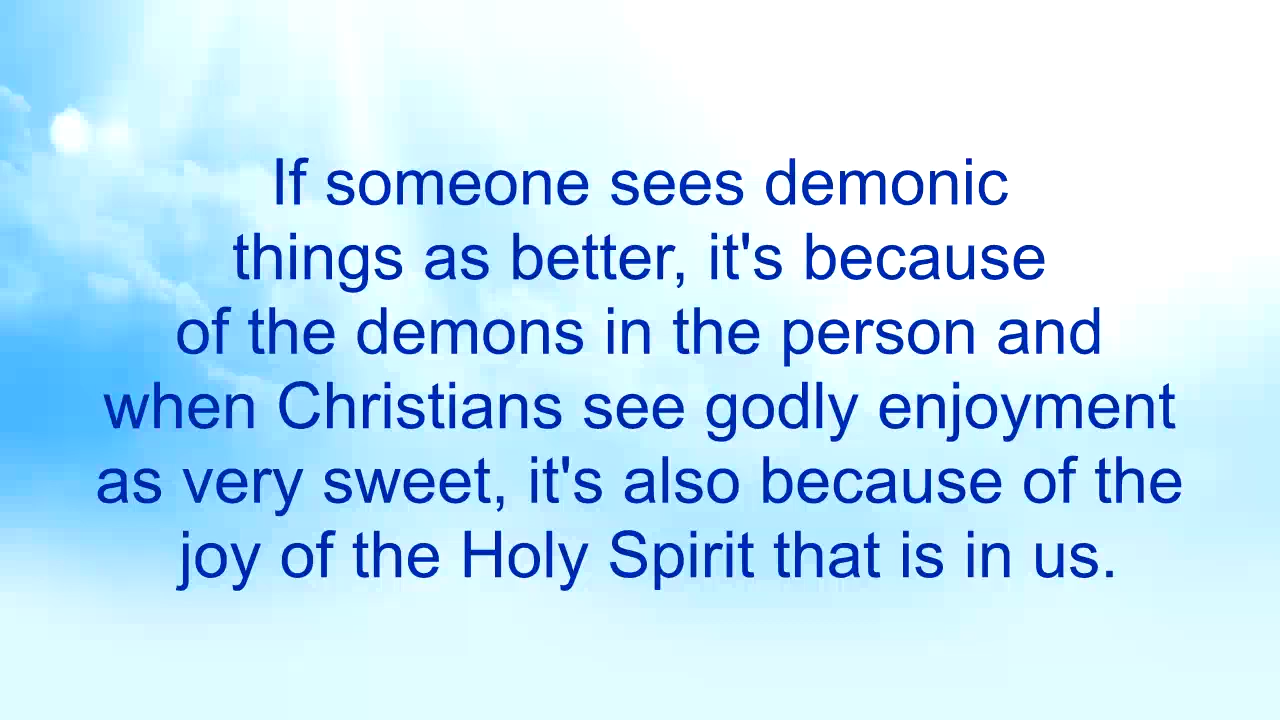 If someone sees demonic
things as better, it's because
of the demons in the person and
when Christians see godly enjoyment
as very sweet, it's also because of the
joy of the Holy Spirit that is in us.